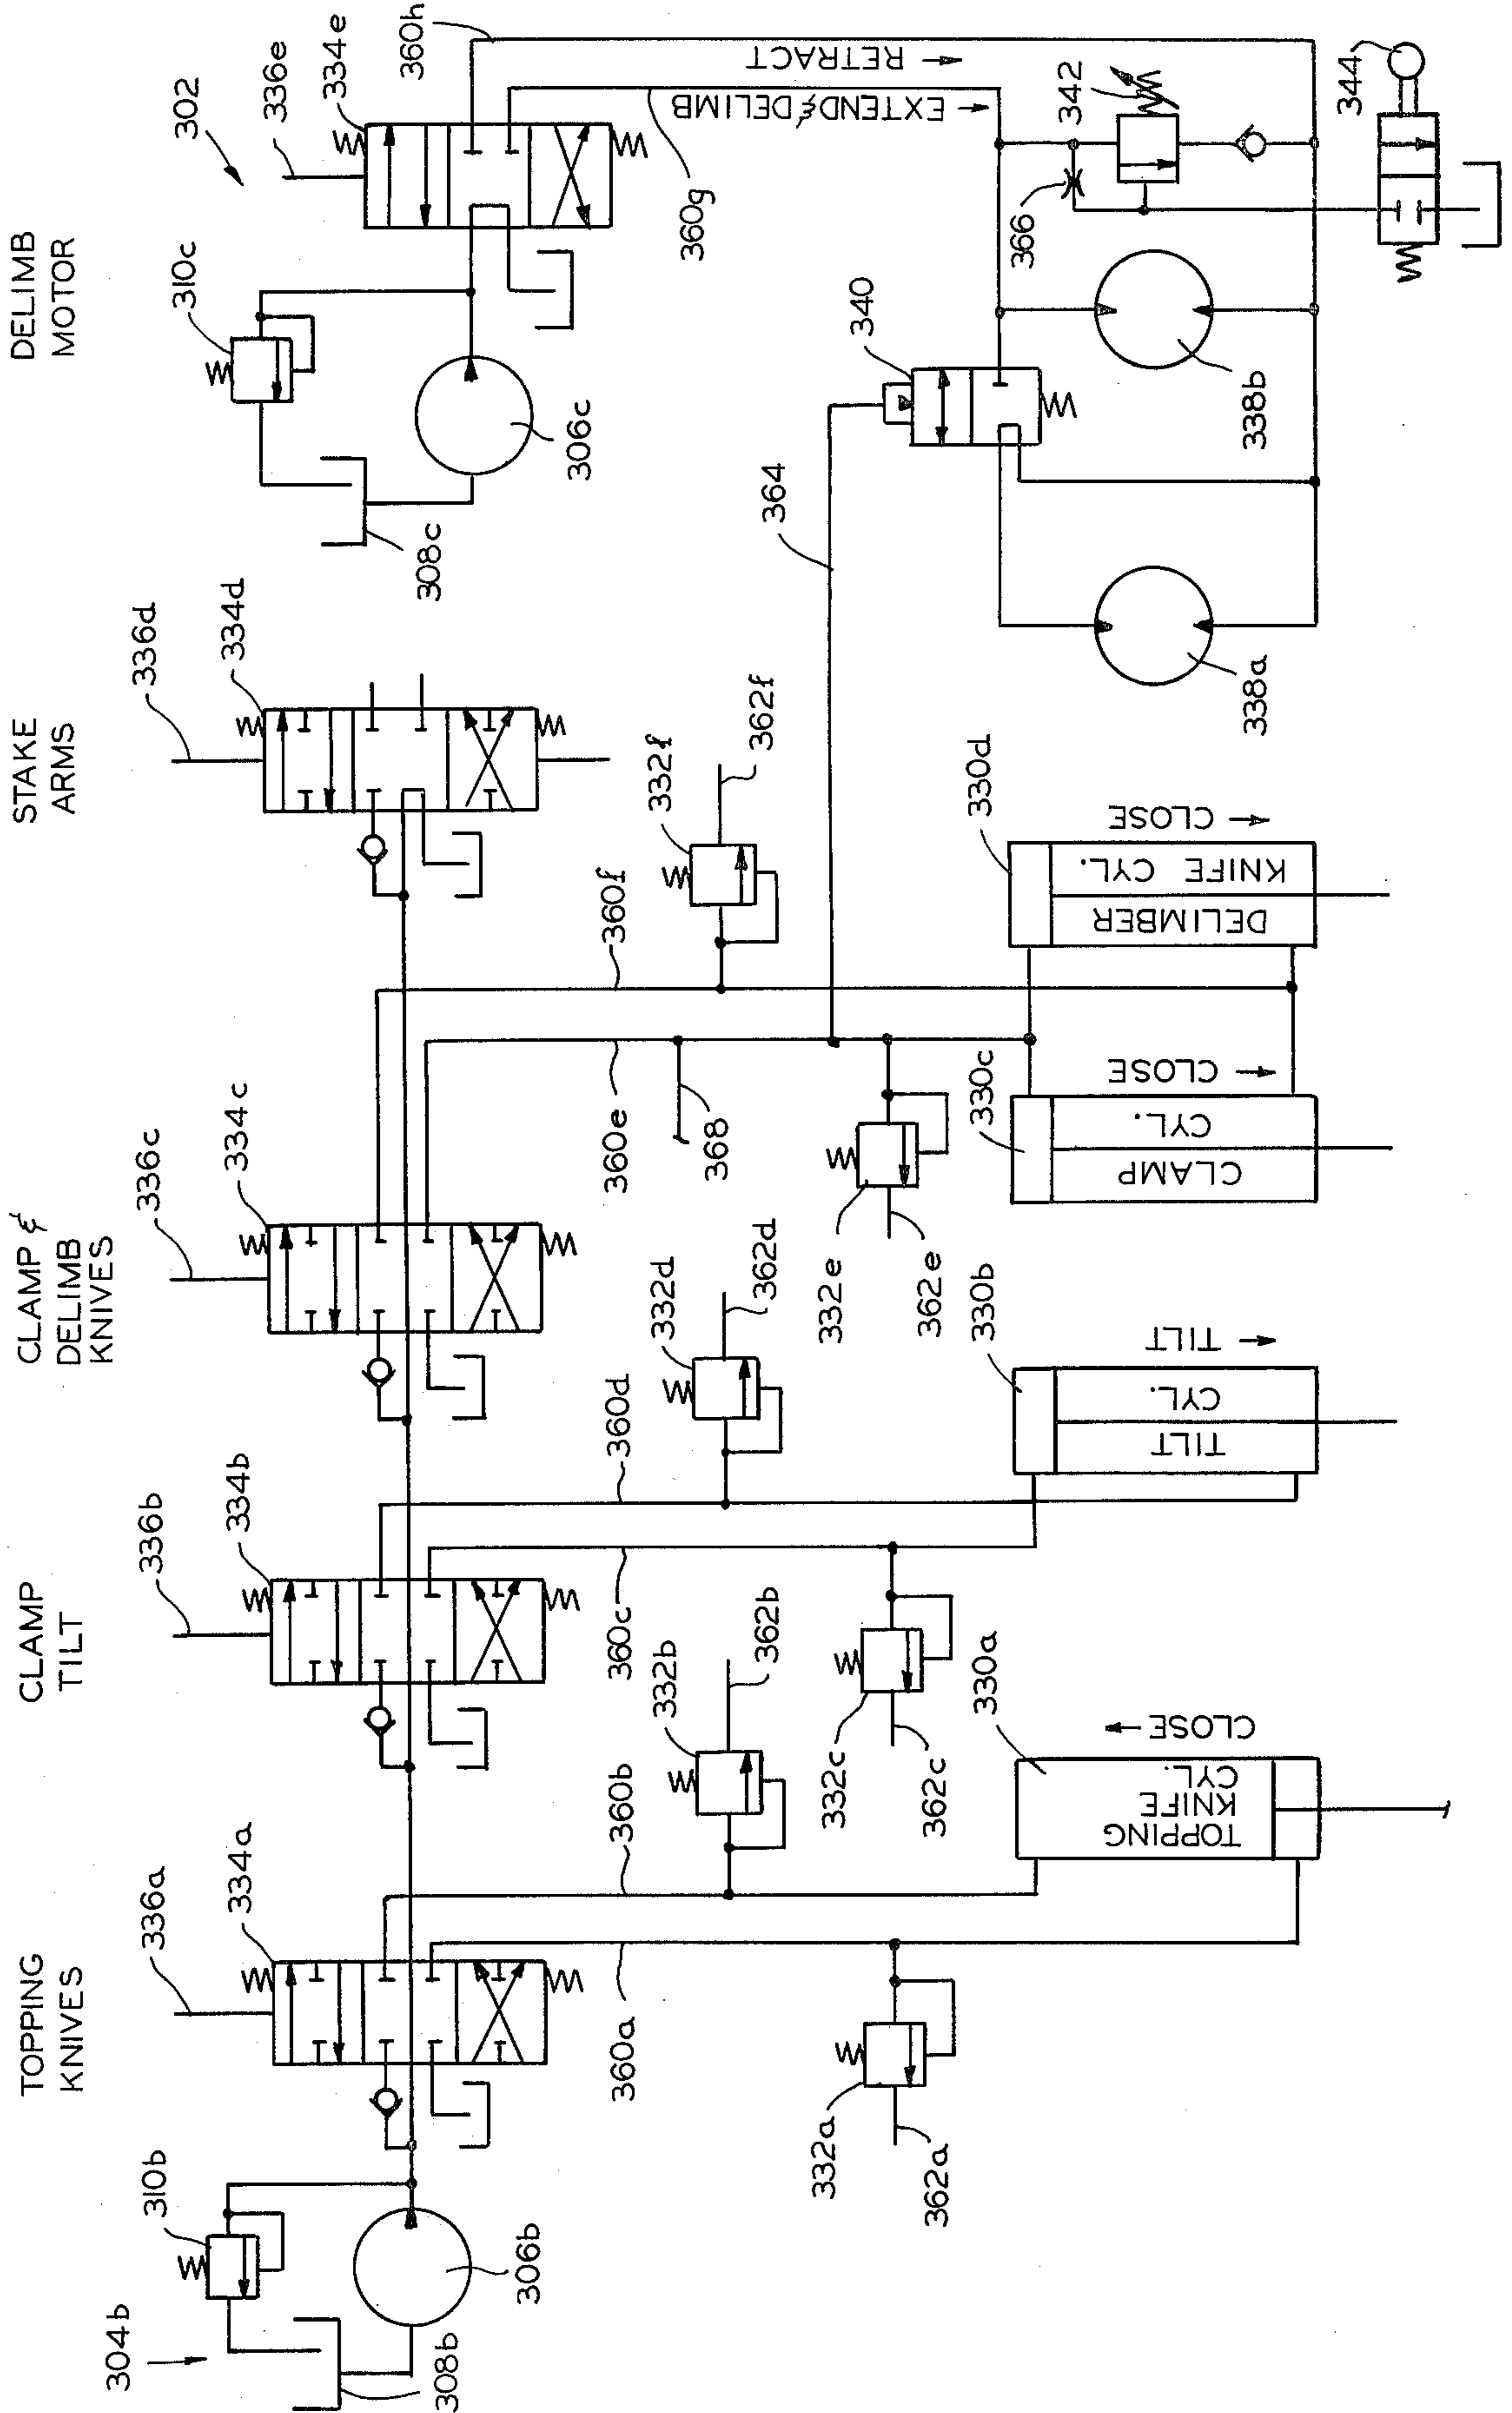 TOPPING
KNIVES
CLAMP
TILT
CLAMP &
DELIMB
KNIVES
STAKE
ARMS
DELIMB
MOTOR
304b
310b
308b
306b
336a
334a
336b
334b
336c
334c
336d
334d
310c
308c
306c
302
336e
334e
360h
360a
360b
360c
360d
360e
360f
360g
RETRACT
EXTEND & DELIMB
332a
362a
332b
362b
332c
362c
332d
362d
332e
362e
332f
362f
368
364
340
342
344
366
338a
338b
330a
TOPPING
KNIFE
CYL.
CLOSE
330b
TILT
CYL.
TILT
330c
CLAMP
CYL.
CLOSE
330d
DELIMBER
KNIFE CYL.
CLOSE